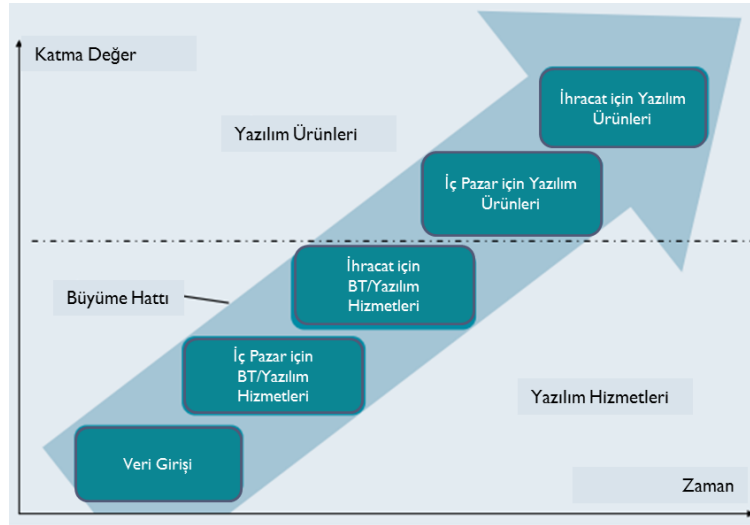 Katma Değer
İhracat için Yazılım
Ürünleri
Yazılım Ürünleri
İç Pazar için Yazılım
Ürünleri
İhracat için
BT/Yazılım
Hizmetleri
Büyüme Hattı
İç Pazar için
BT/Yazılım
Hizmetleri
Yazılım Hizmetleri
Veri Girişi
Zaman